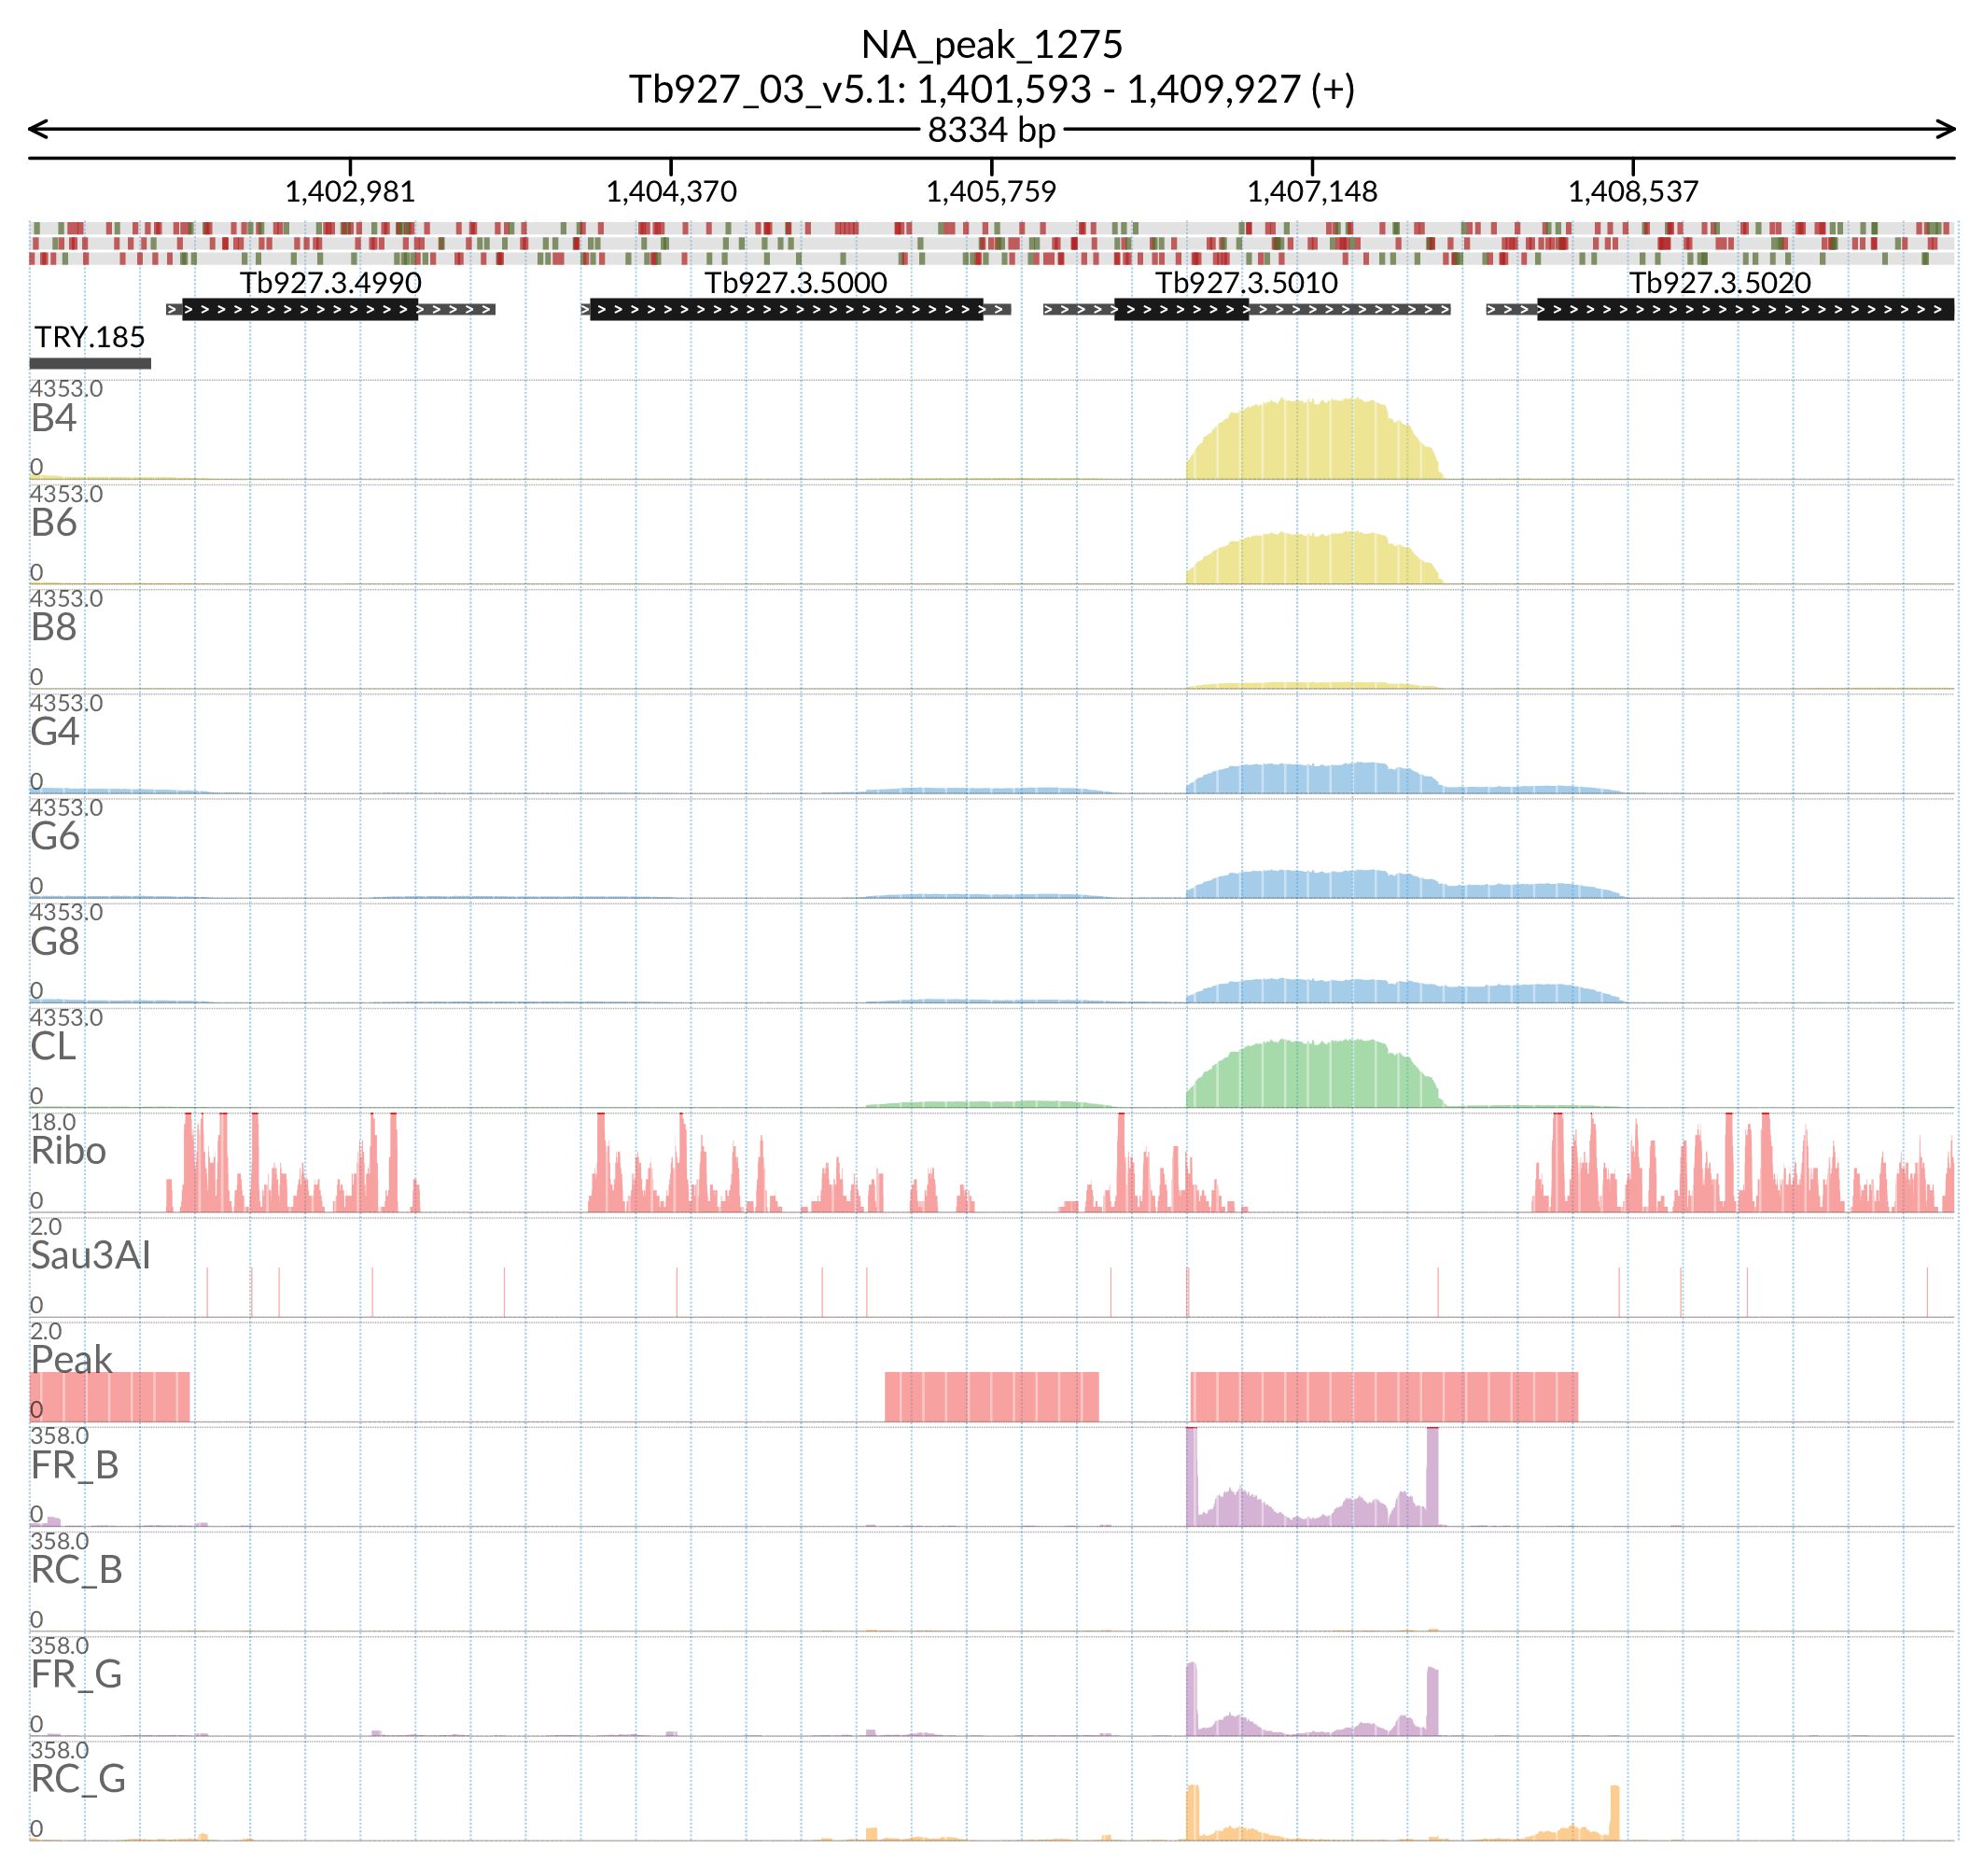 NA_peak_1275
Tb927_03_v5.1: 1,401,593 - 1,409,927 (+)
8334 bp
1,402,981 1,404,370 1,405,759 1,407,148 1,408,537
Tb927.3.4990 Tb927.3.5000 Tb927.3.5010 Tb927.3.5020
TRY.185
4353.0
B4
0
4353.0
B6
0
4353.0
B8
0
4353.0
G4
0
4353.0
G6
0
4353.0
G8
0
4353.0
CL
0
18.0
Ribo
0
2.0
Sau3AI
0
2.0
Peak
0
358.0
FR_B
0
358.0
RC_B
0
358.0
FR_G
0
358.0
RC_G
0